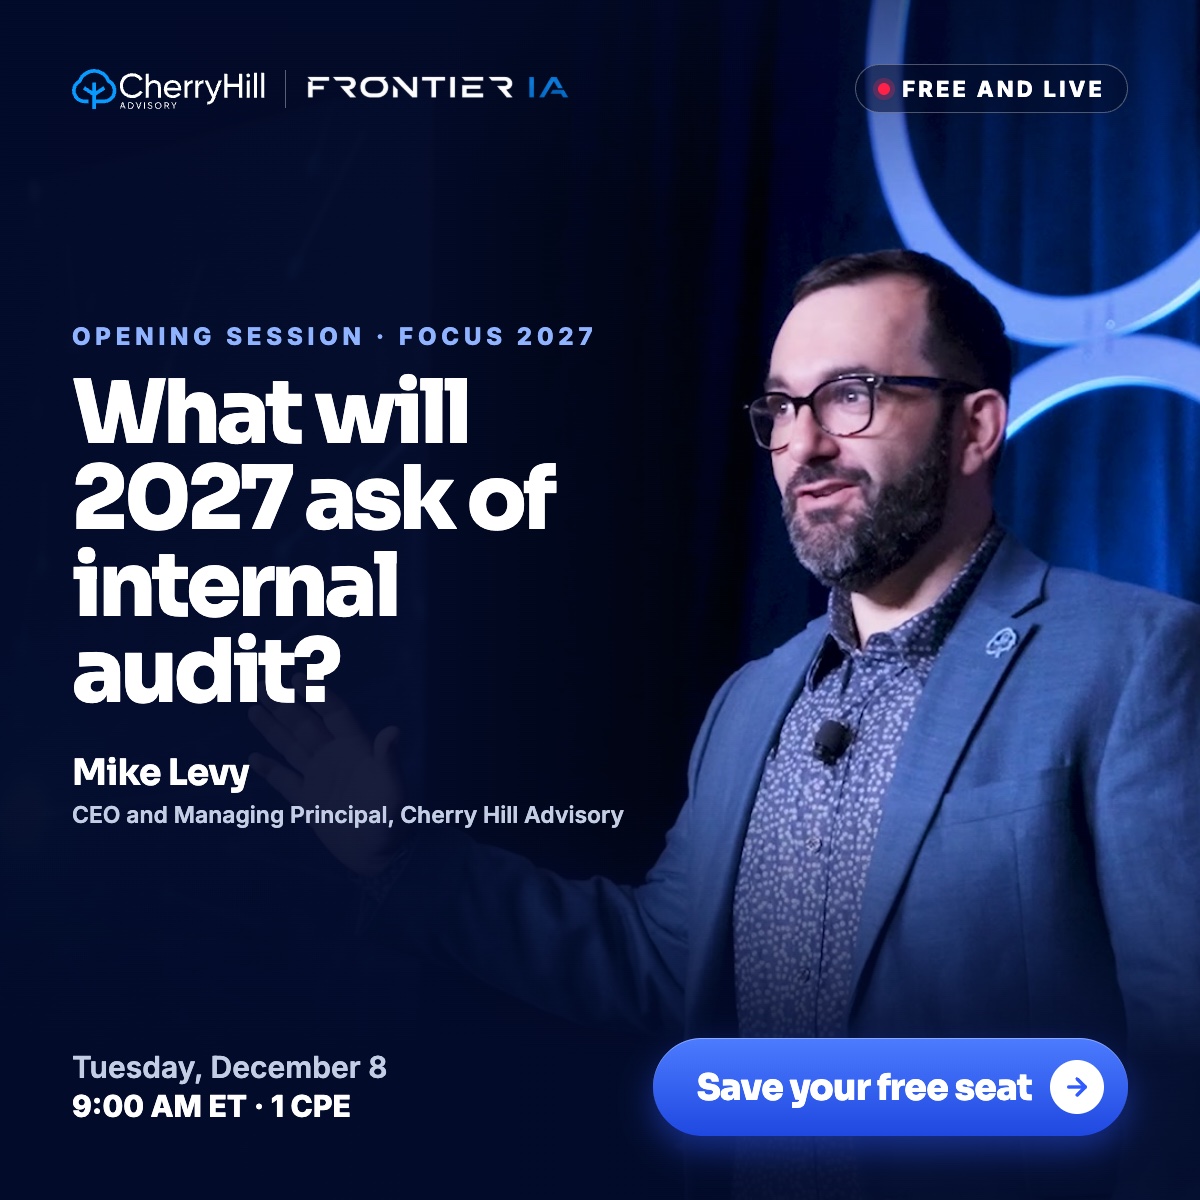 CherryHill
ADVISORY
FRONTIER IA
FREE AND LIVE
OPENING SESSION · FOCUS 2027
What will
2027 ask of
internal
audit?
Mike Levy
CEO and Managing Principal, Cherry Hill Advisory
Tuesday, December 8
9:00 AM ET · 1 CPE
Save your free seat